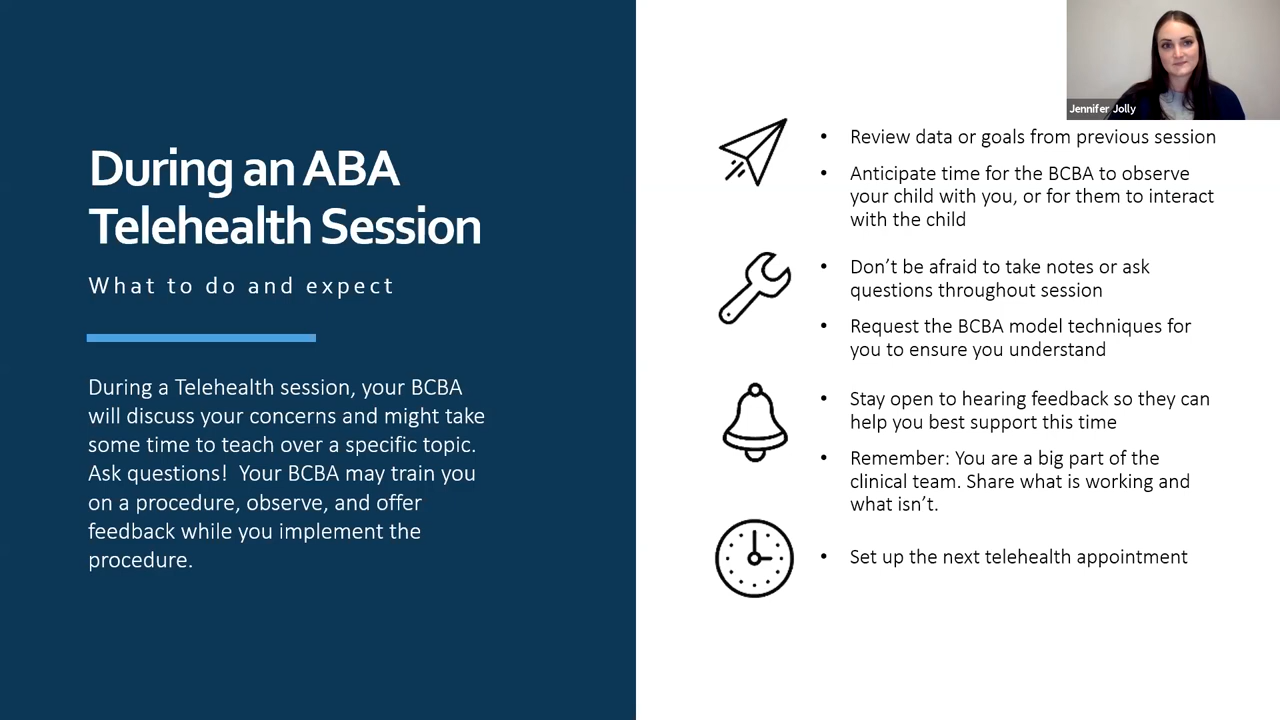 During an ABA
Telehealth Session
What to do and expect
During a Telehealth session, your BCBA
will discuss your concerns and might take
some time to teach over a specific topic.
Ask questions!  Your BCBA may train you
on a procedure, observe, and offer
feedback while you implement the
procedure.
Jennifer Jolly
• Review data or goals from previous session
• Anticipate time for the BCBA to observe
your child with you, or for them to interact
with the child
• Don’t be afraid to take notes or ask
questions throughout session
• Request the BCBA model techniques for
you to ensure you understand
• Stay open to hearing feedback so they can
help you best support this time
• Remember: You are a big part of the
clinical team. Share what is working and
what isn’t.
• Set up the next telehealth appointment